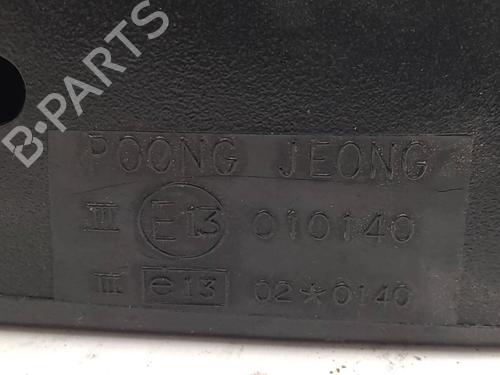 B-PARTS
POONG JEONG
III E13 010140
III e13 02*0140